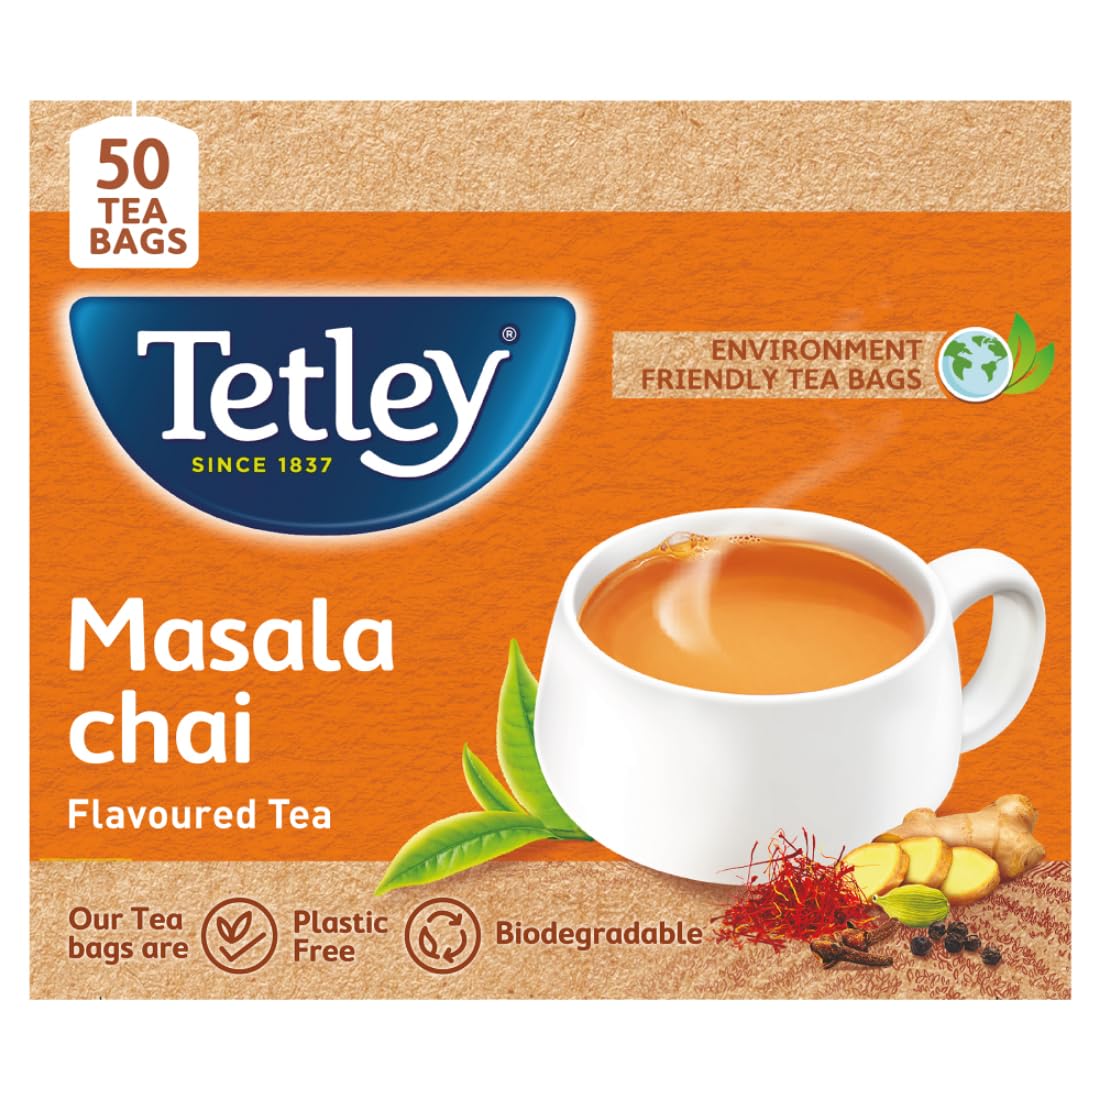 50
TEA
BAGS
Tetley®
SINCE 1837
ENVIRONMENT
FRIENDLY TEA BAGS
Masala
chai
Flavoured Tea
Our Tea
bags are
Plastic
Free
Biodegradable